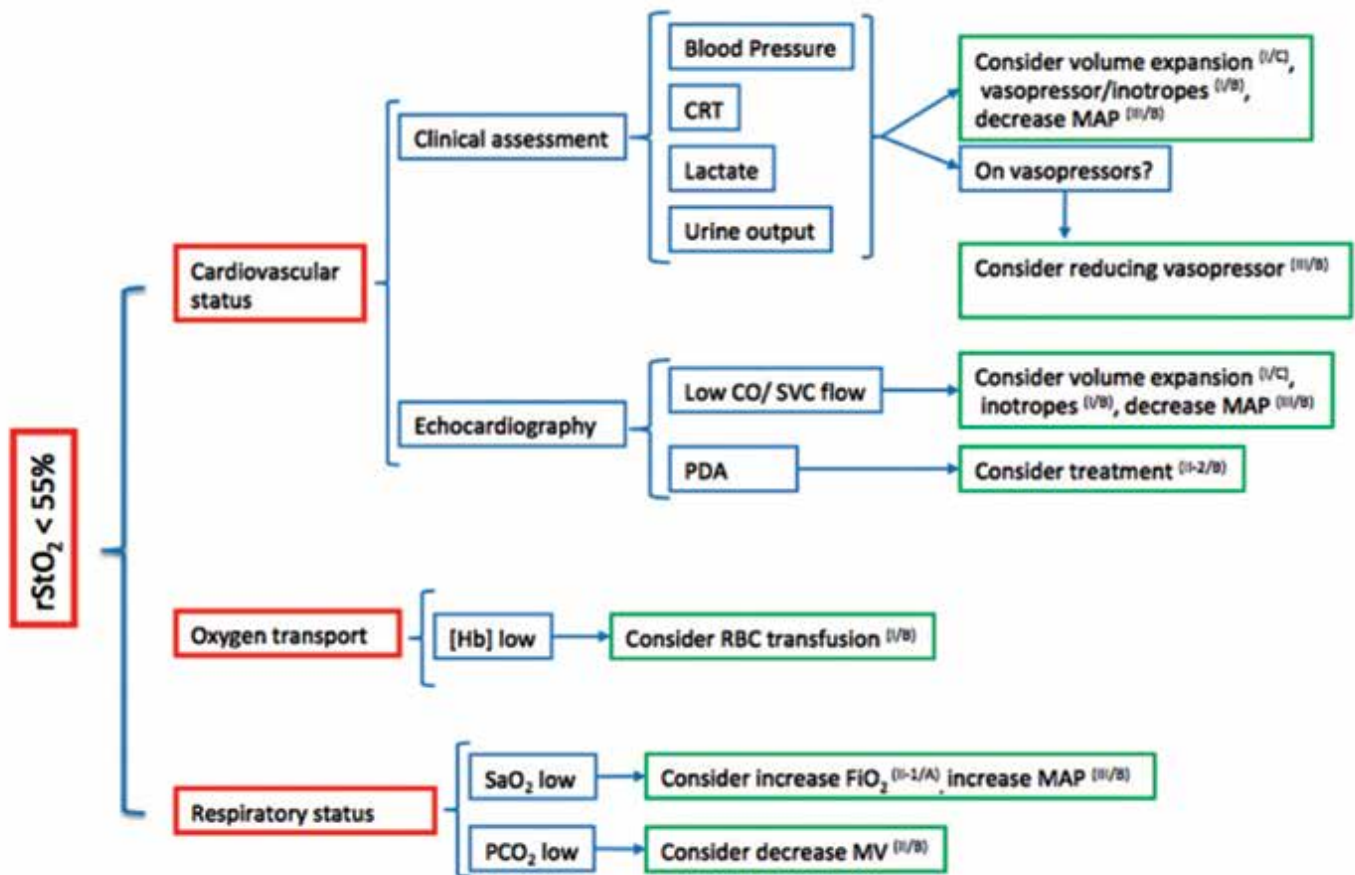 rStO₂ < 55%
Cardiovascular
status
Clinical assessment
Blood Pressure
CRT
Lactate
Urine output
Consider volume expansion (I/C),
vasopressor/inotropes (I/B),
decrease MAP (III/B)
On vasopressors?
Consider reducing vasopressor (III/B)
Echocardiography
Low CO/ SVC flow
Consider volume expansion (I/C),
inotropes (I/B), decrease MAP (III/B)
PDA
Consider treatment (II-2/B)
Oxygen transport
[Hb] low
Consider RBC transfusion (I/B)
Respiratory status
SaO₂ low
Consider increase FiO₂ (II-1/A), increase MAP (III/B)
PCO₂ low
Consider decrease MV (II/B)